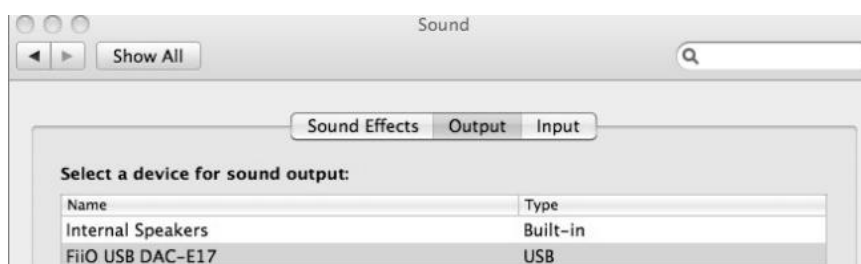 Sound
Show All
Sound Effects Output Input
Select a device for sound output:
Name Type
Internal Speakers Built-in
FiiO USB DAC-E17 USB